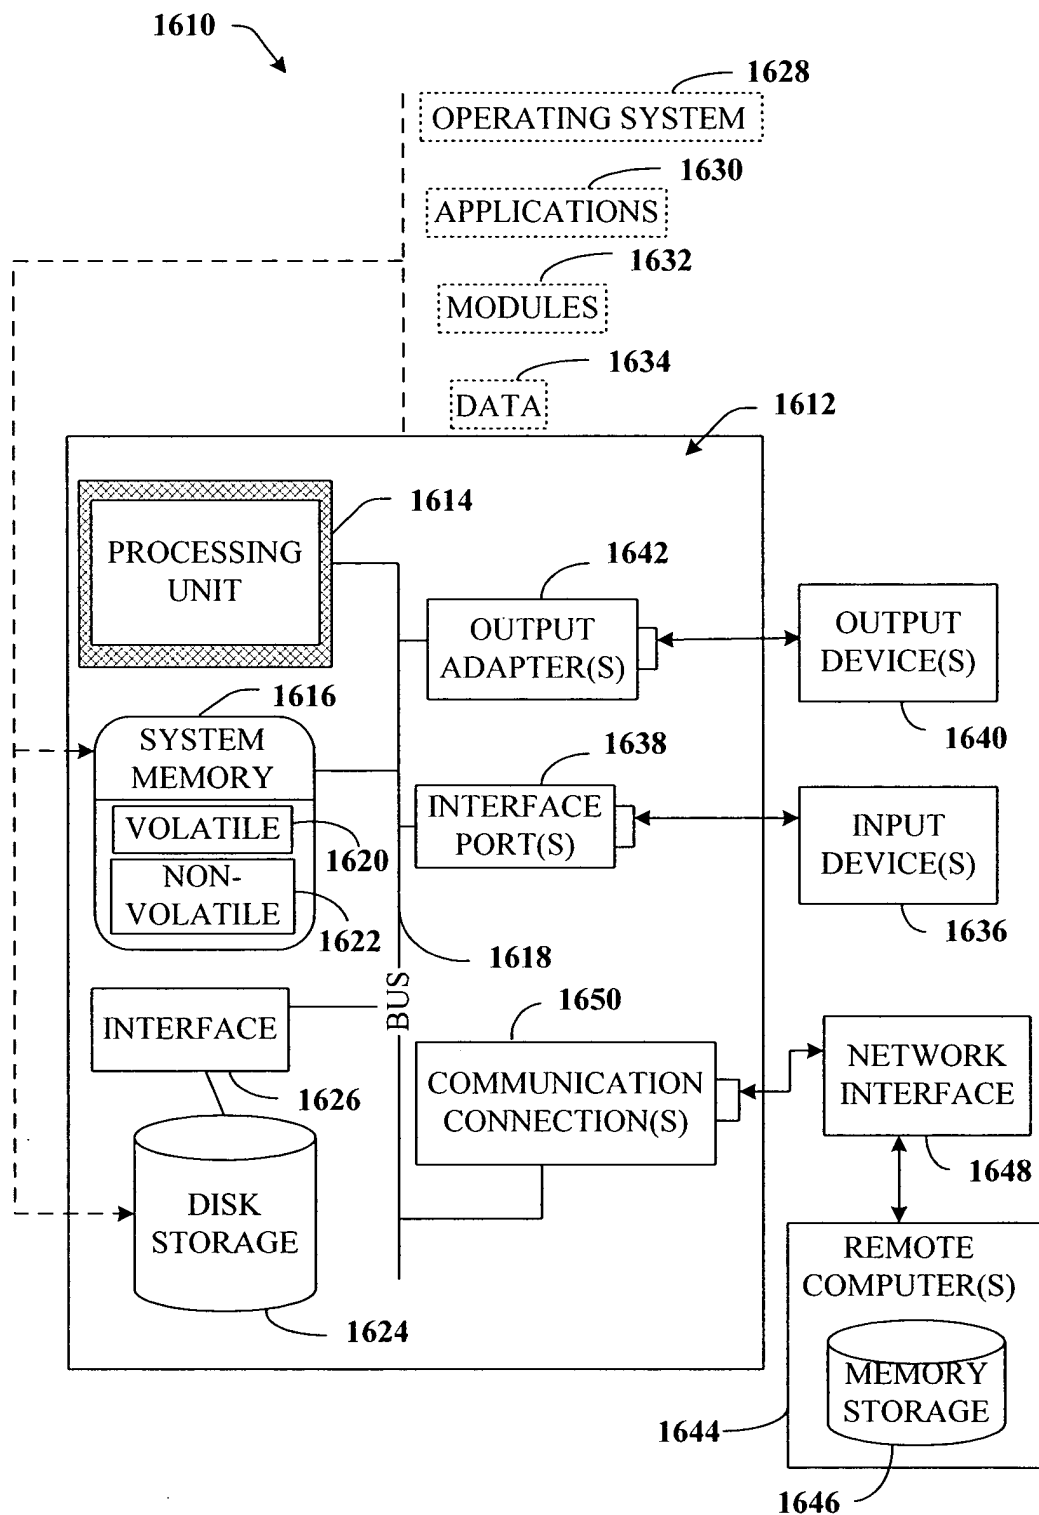 1610
1628
OPERATING SYSTEM
1630
APPLICATIONS
1632
MODULES
1634
DATA
1612
1614
PROCESSING
UNIT
1642
OUTPUT
ADAPTER(S)
OUTPUT
DEVICE(S)
1640
1616
SYSTEM
MEMORY
VOLATILE
1620
NON-
VOLATILE
1622
1638
INTERFACE
PORT(S)
INPUT
DEVICE(S)
1636
1618
BUS
INTERFACE
1626
1650
COMMUNICATION
CONNECTION(S)
NETWORK
INTERFACE
1648
DISK
STORAGE
1624
REMOTE
COMPUTER(S)
MEMORY
STORAGE
1644
1646